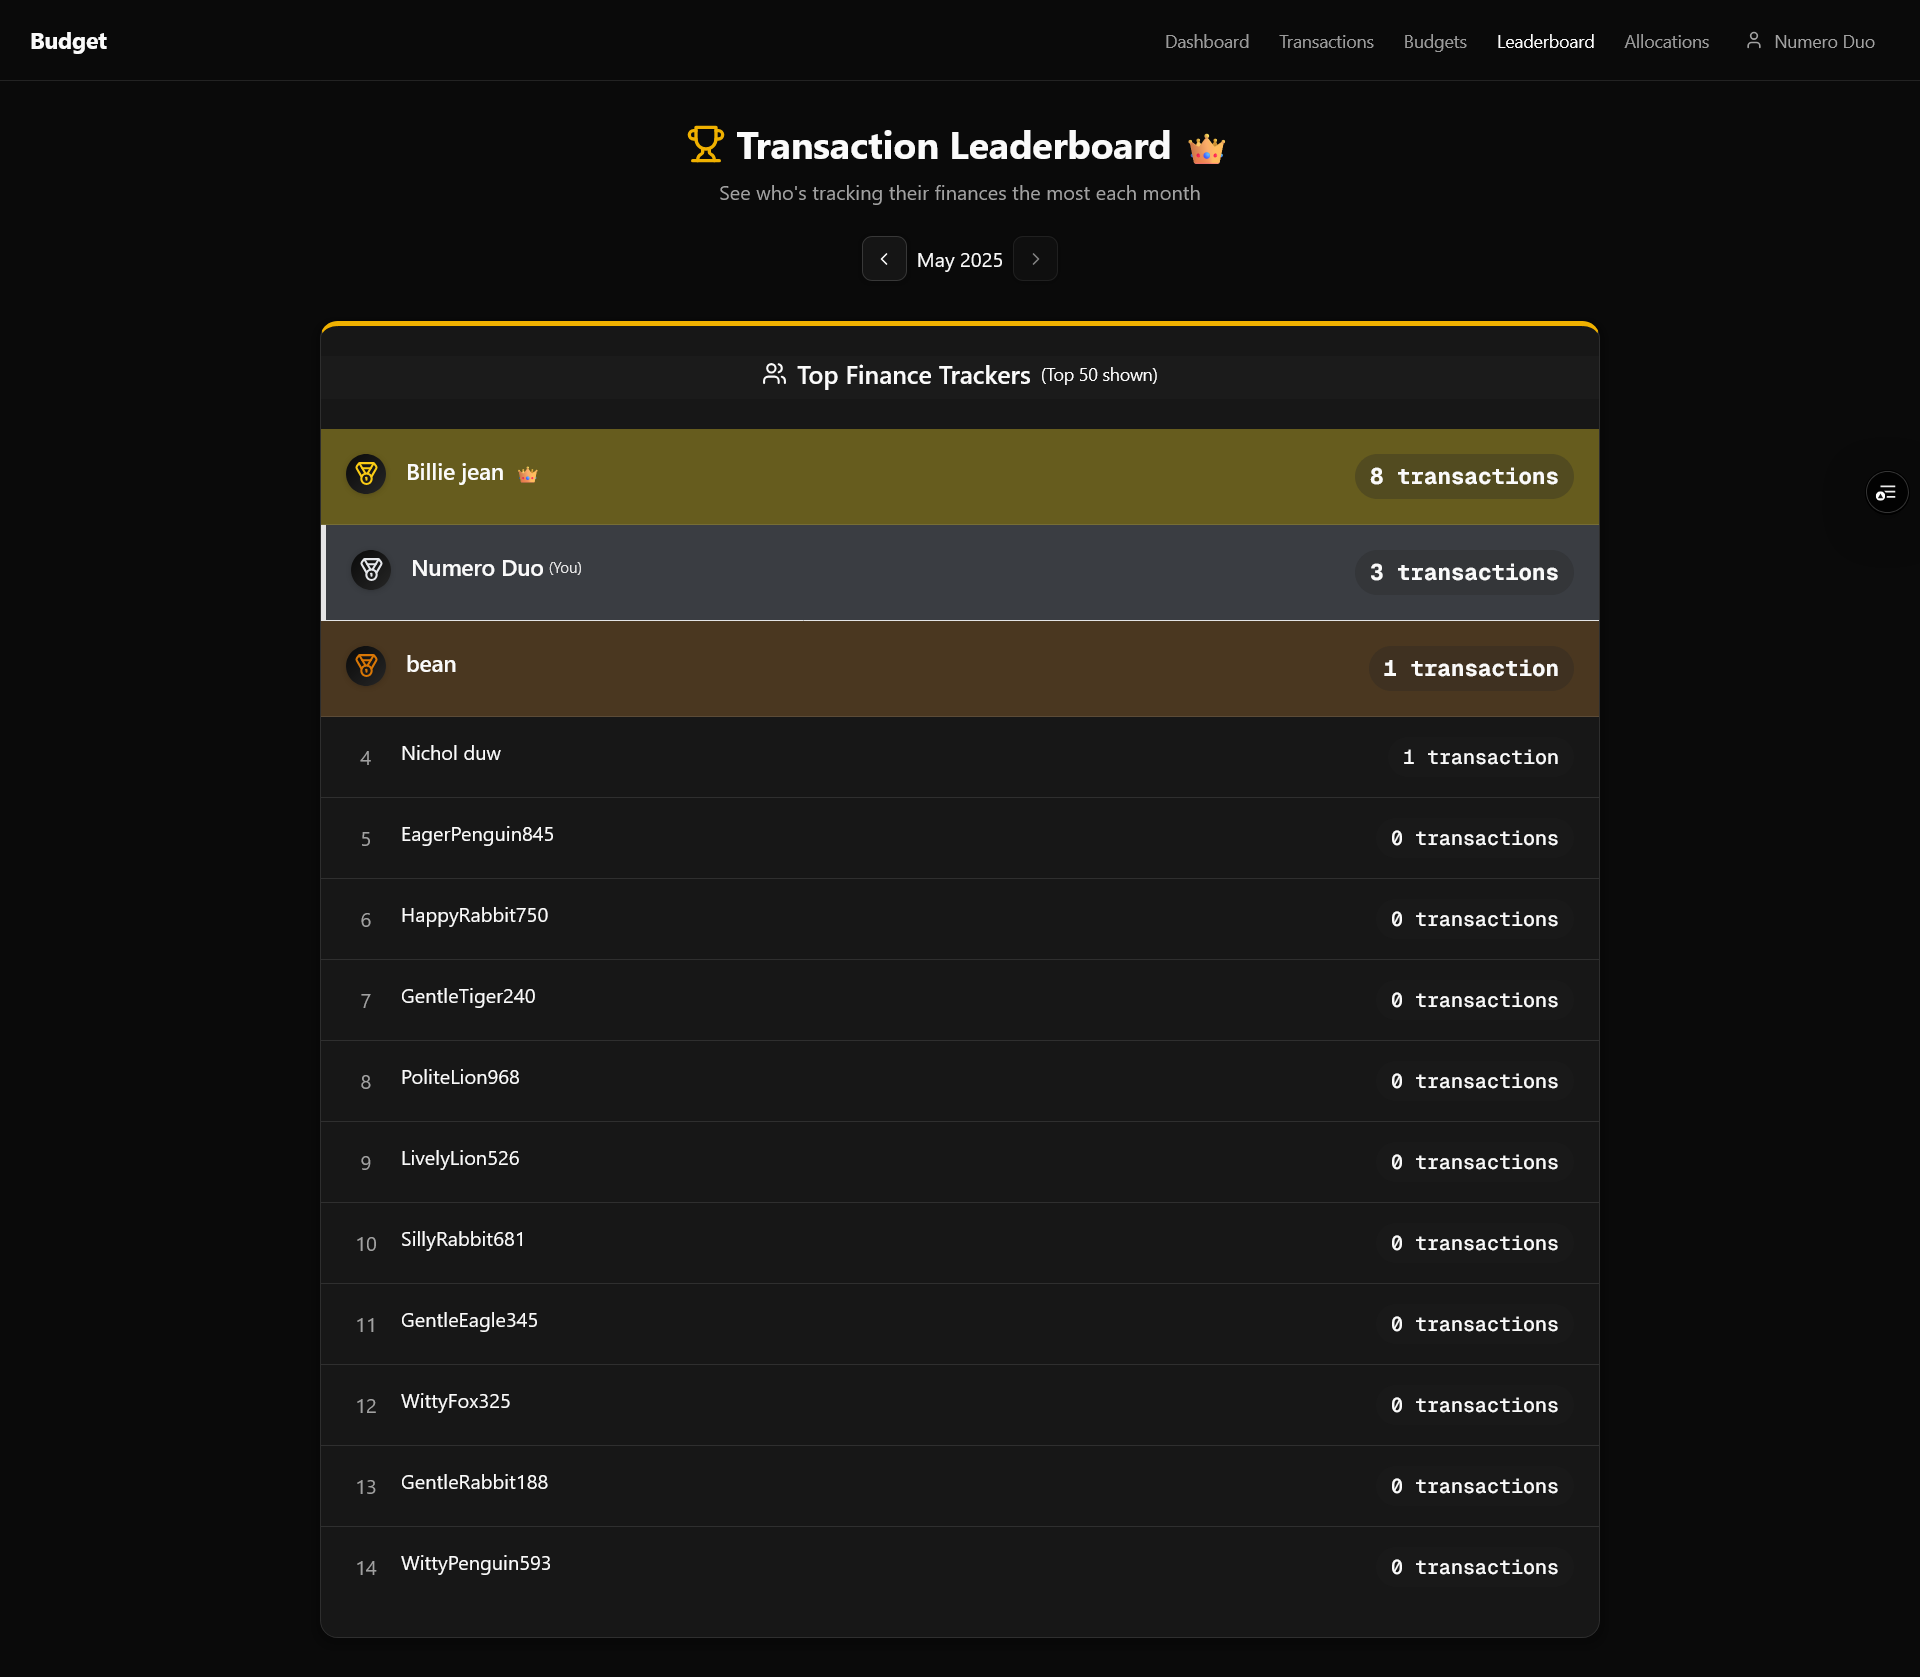 Budget
Dashboard Transactions Budgets Leaderboard Allocations Numero Duo
Transaction Leaderboard
See who's tracking their finances the most each month
May 2025
Top Finance Trackers (Top 50 shown)
Billie jean 8 transactions
Numero Duo (You) 3 transactions
bean 1 transaction
4 Nichol duw 1 transaction
5 EagerPenguin845 0 transactions
6 HappyRabbit750 0 transactions
7 GentleTiger240 0 transactions
8 PoliteLion968 0 transactions
9 LivelyLion526 0 transactions
10 SillyRabbit681 0 transactions
11 GentleEagle345 0 transactions
12 WittyFox325 0 transactions
13 GentleRabbit188 0 transactions
14 WittyPenguin593 0 transactions